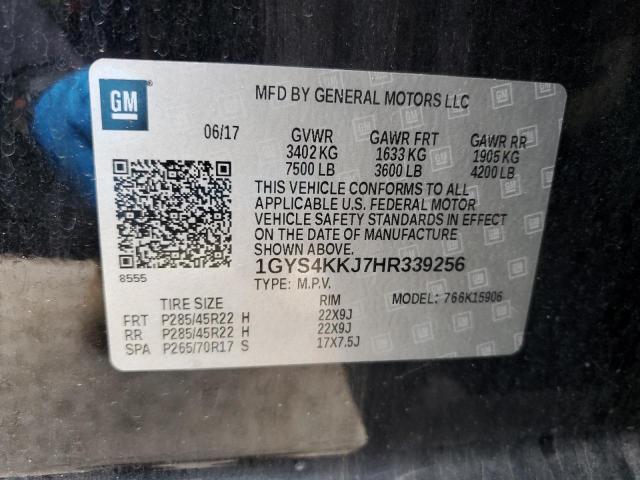 GM
MFD BY GENERAL MOTORS LLC
06/17 GVWR GAWR FRT GAWR RR
3402 KG 1633 KG 1905 KG
7500 LB 3600 LB 4200 LB
THIS VEHICLE CONFORMS TO ALL
APPLICABLE U.S. FEDERAL MOTOR
VEHICLE SAFETY STANDARDS IN EFFECT
ON THE DATE OF MANUFACTURE
SHOWN ABOVE.
1GYS4KKJ7HR339256
8555
TYPE: M.P.V. MODEL: 766K15906
TIRE SIZE RIM
FRT P285/45R22 H 22X9J
RR P285/45R22 H 22X9J
SPA P265/70R17 S 17X7.5J